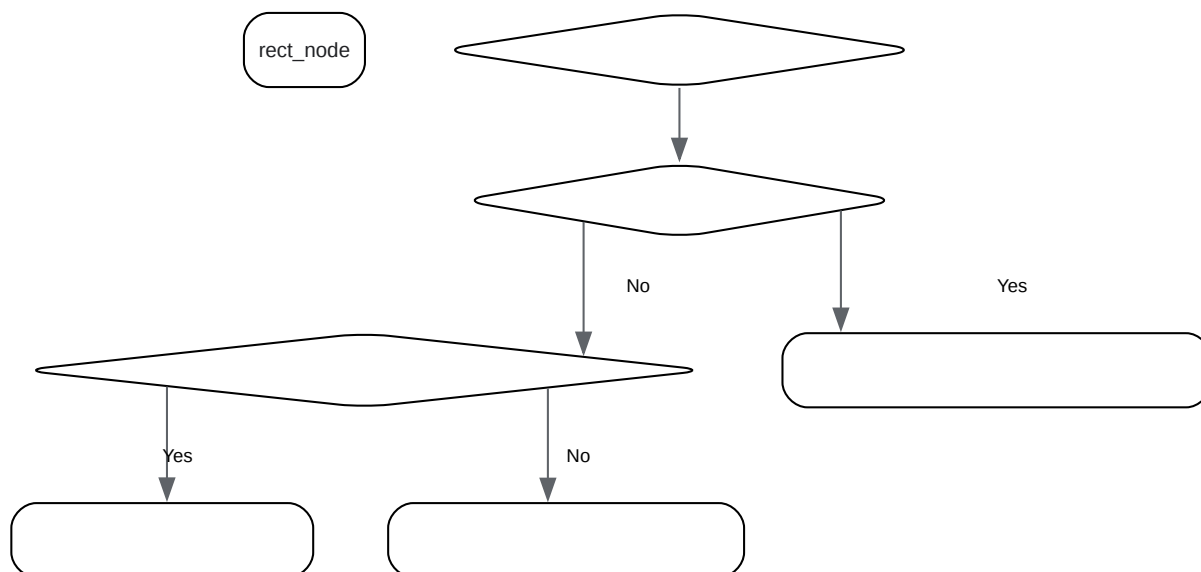 rect_node
No
Yes
Yes
No